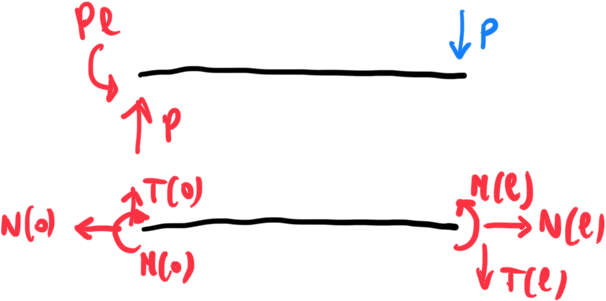 Pl
P
P
T(0)
M(l)
N(0)
N(l)
M(0)
T(l)